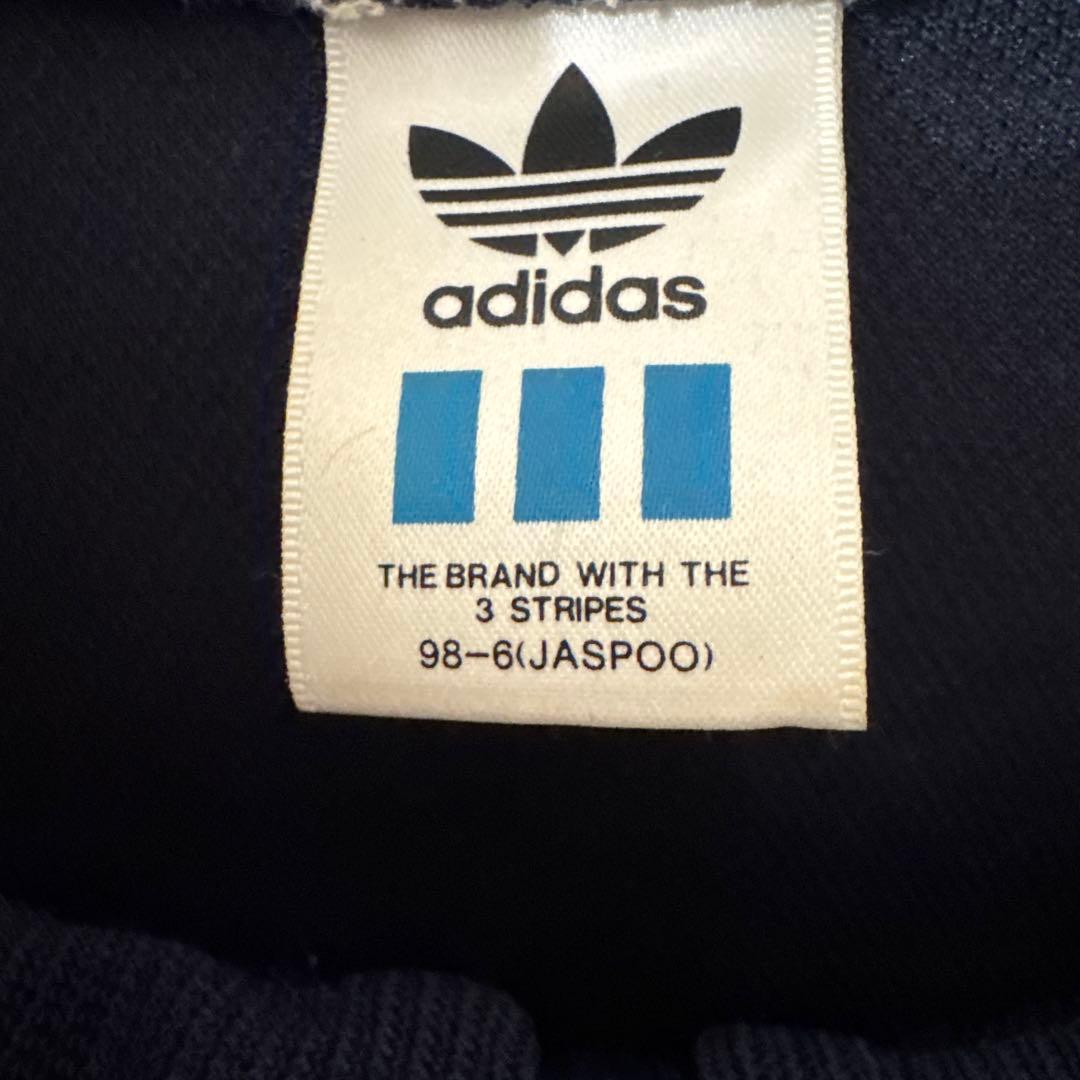 adidas
THE BRAND WITH THE
3 STRIPES
98-6(JASPOO)